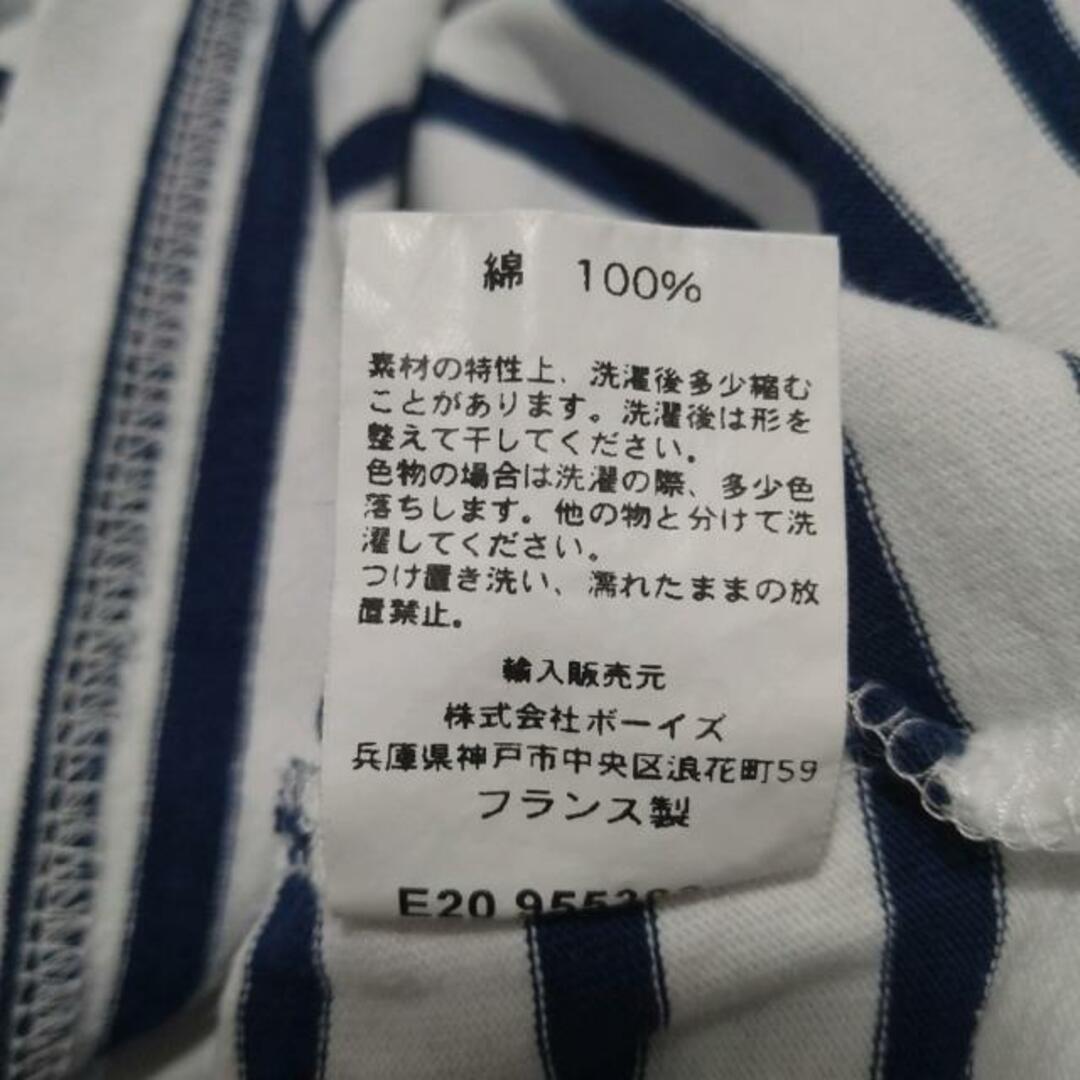 綿 100%
素材の特性上、洗濯後多少縮む
ことがあります。洗濯後は形を
整えて干してください。
色物の場合は洗濯の際、多少色
落ちします。他の物と分けて洗
濯してください。
つけ置き洗い、濡れたままの放
置禁止。
輸入販売元
株式会社ボーイズ
兵庫県神戸市中央区浪花町59
フランス製
E20